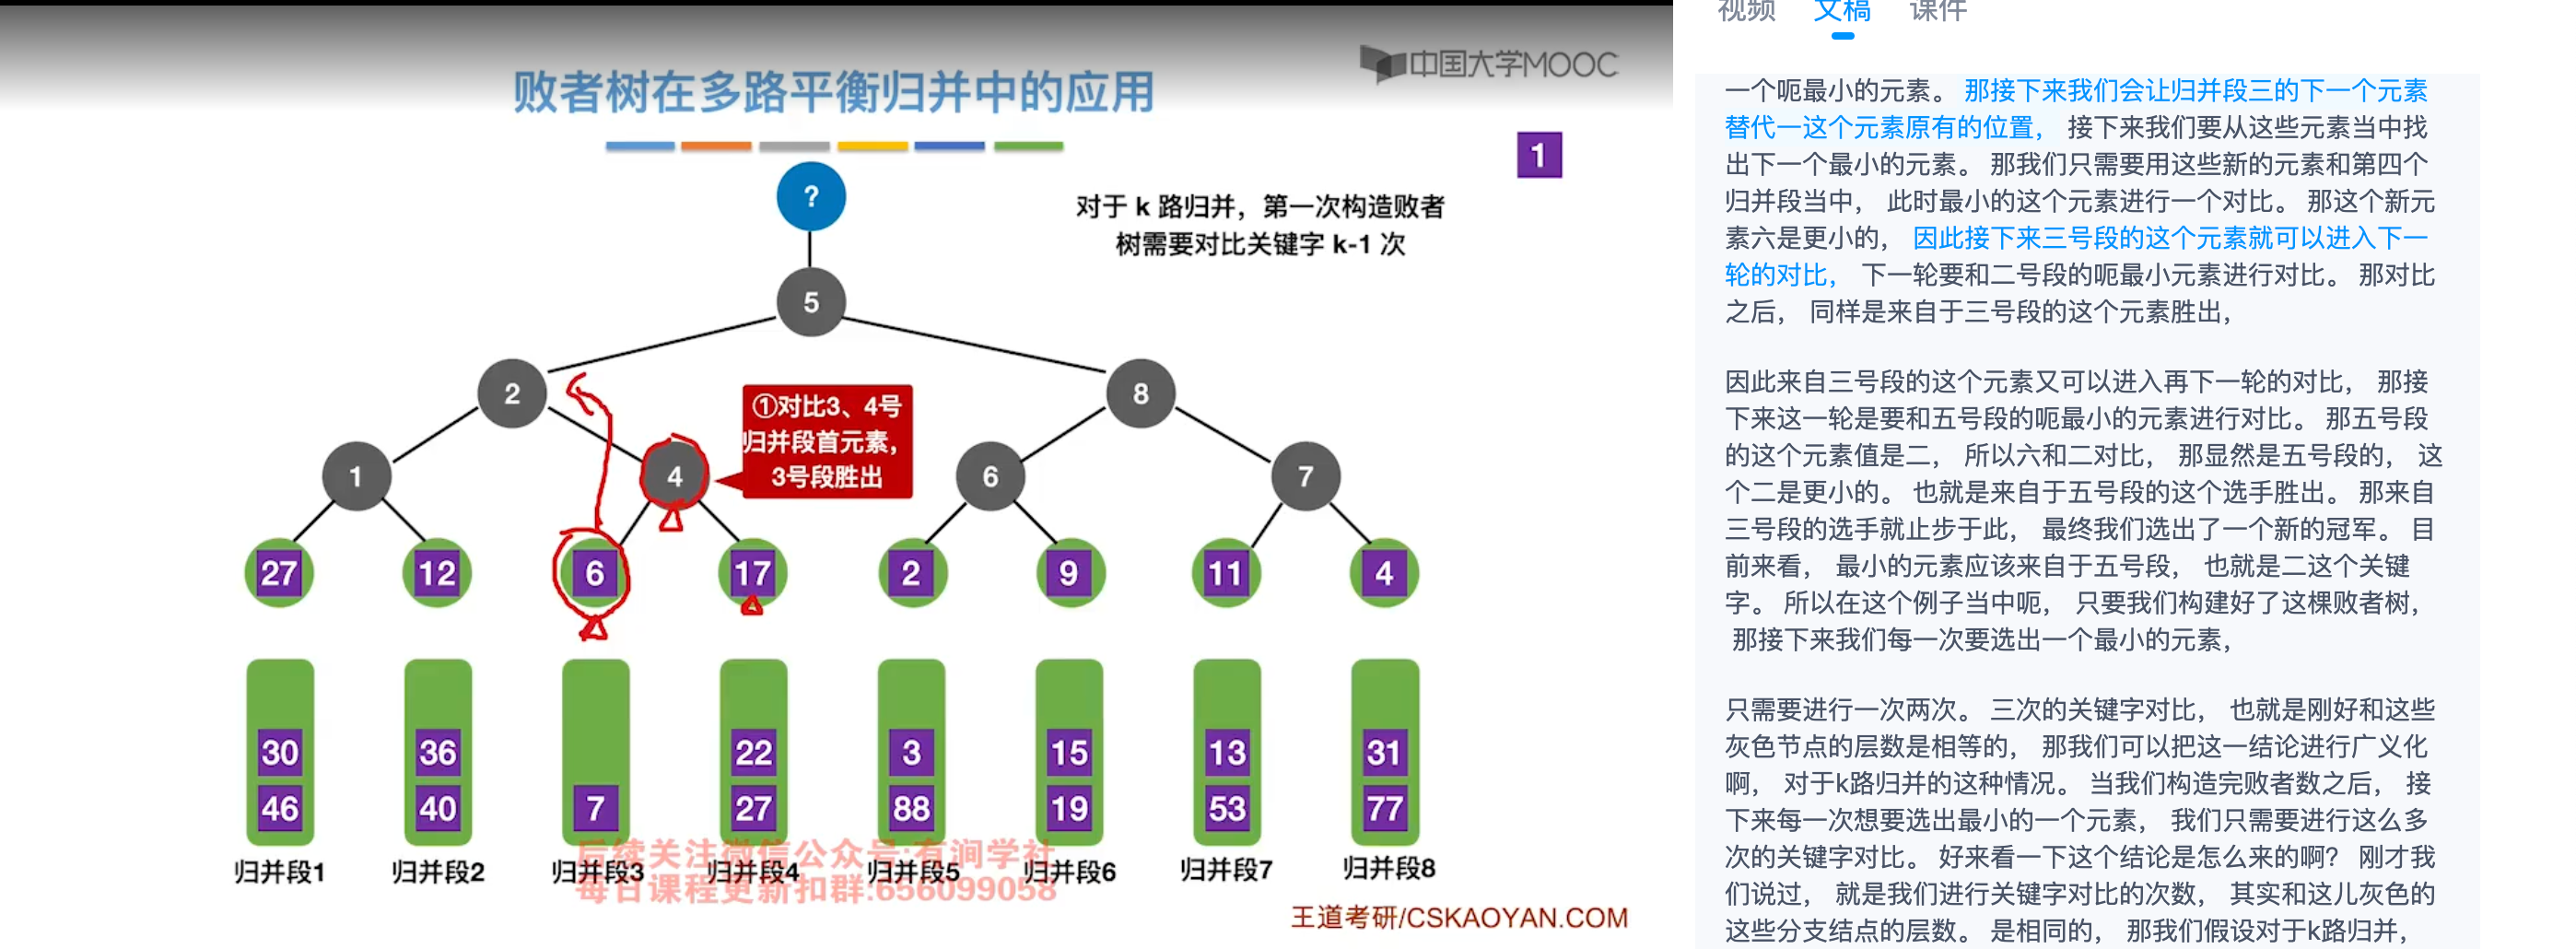 中国大学MOOC
败者树在多路平衡归并中的应用
1
?
对于 k 路归并，第一次构造败者
树需要对比关键字 k-1 次
5
2
8
①对比3、4号
归并段首元素，
3号段胜出
1
4
6
7
27
12
6
17
2
9
11
4
30
36
22
3
15
13
31
46
40
7
27
88
19
53
77
归并段1
归并段2
归并段3
归并段4
归并段5
归并段6
归并段7
归并段8
后续关注微信公众号:有涧学社
每日课程更新扣群:656099058
王道考研/CSKAOYAN.COM
视频 文稿 课件
一个呃最小的元素。 那接下来我们会让归并段三的下一个元素
替代一这个元素原有的位置， 接下来我们要从这些元素当中找
出下一个最小的元素。 那我们只需要用这些新的元素和第四个
归并段当中， 此时最小的这个元素进行一个对比。 那这个新元
素六是更小的， 因此接下来三号段的这个元素就可以进入下一
轮的对比， 下一轮要和二号段的呃最小元素进行对比。 那对比
之后， 同样是来自于三号段的这个元素胜出，
因此来自三号段的这个元素又可以进入再下一轮的对比， 那接
下来这一轮是要和五号段的呃最小的元素进行对比。 那五号段
的这个元素值是二， 所以六和二对比， 那显然是五号段的， 这
个二是更小的。 也就是来自于五号段的这个选手胜出。 那来自
三号段的选手就止步于此， 最终我们选出了一个新的冠军。 目
前来看， 最小的元素应该来自于五号段， 也就是二这个关键
字。 所以在这个例子当中呃， 只要我们构建好了这棵败者树，
那接下来我们每一次要选出一个最小的元素，
只需要进行一次两次。 三次的关键字对比， 也就是刚好和这些
灰色节点的层数是相等的， 那我们可以把这一结论进行广义化
啊， 对于k路归并的这种情况。 当我们构造完败者数之后， 接
下来每一次想要选出最小的一个元素， 我们只需要进行这么多
次的关键字对比。 好来看一下这个结论是怎么来的啊? 刚才我
们说过， 就是我们进行关键字对比的次数， 其实和这儿灰色的
这些分支结点的层数。 是相同的， 那我们假设对于k路归并，